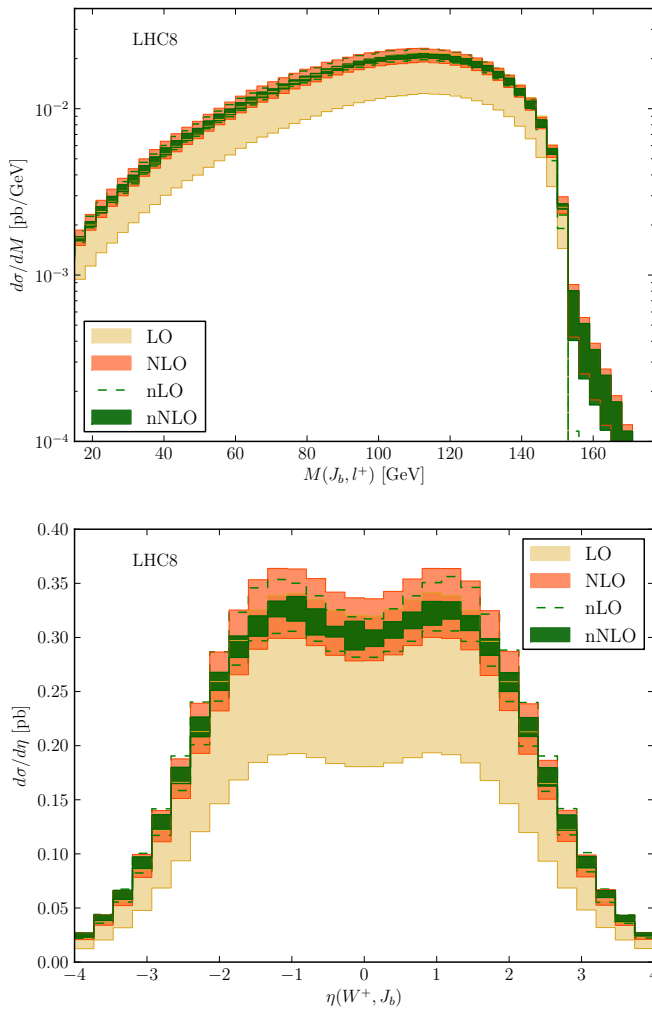 LHC8
10⁻²
10⁻³
10⁻⁴
dσ/dM [pb/GeV]
LO
NLO
nLO
nNLO
20 40 60 80 100 120 140 160
M(J_b, l⁺) [GeV]
LHC8
0.40
0.35
0.30
0.25
0.20
0.15
0.10
0.05
0.00
dσ/dη [pb]
LO
NLO
nLO
nNLO
−4 −3 −2 −1 0 1 2 3 4
η(W⁺, J_b)